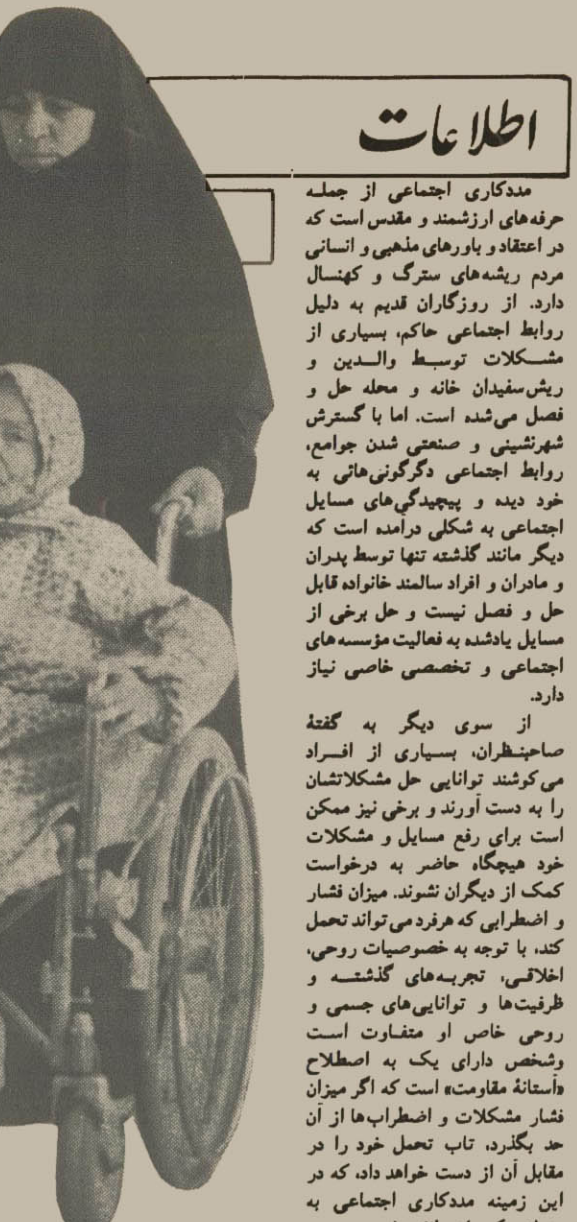 اطلاعات
مددکاری اجتماعی از جمله
حرفه‌های ارزشمند و مقدس است که
در اعتقاد و باورهای مذهبی و انسانی
مردم ریشه‌های سترگ و کهنسال
دارد. از روزگاران قدیم به دلیل
روابط اجتماعی حاکم، بسیاری از
مشکلات توسط والدین و
ریش‌سفیدان خانه و محله حل و
فصل می‌شده است. اما با گسترش
شهرنشینی و صنعتی شدن جوامع،
روابط اجتماعی دگرگونی‌هائی به
خود دیده و پیچیدگی‌های مسایل
اجتماعی به شکلی درآمده است که
دیگر مانند گذشته تنها توسط پدران
و مادران و افراد سالمند خانواده قابل
حل و فصل نیست و حل برخی از
مسایل یادشده به فعالیت مؤسسه‌های
اجتماعی و تخصصی خاصی نیاز
دارد.
از سوی دیگر به گفتهٔ
صاحبنظران، بسیاری از افراد
می‌کوشند توانایی حل مشکلاتشان
را به دست آورند و برخی نیز ممکن
است برای رفع مسایل و مشکلات
خود هیچگاه حاضر به درخواست
کمک از دیگران نشوند. میزان فشار
و اضطرابی که هرفرد می‌تواند تحمل
کند، با توجه به خصوصیات روحی،
اخلاقی، تجربه‌های گذشته و
ظرفیت‌ها و توانایی‌های جسمی و
روحی خاص او متفاوت است
وشخص دارای یک به اصطلاح
«آستانهٔ مقاومت» است که اگر میزان
فشار مشکلات و اضطراب‌ها از آن
حد بگذرد، تاب تحمل خود را در
مقابل آن از دست خواهد داد، که در
این زمینه مددکاری اجتماعی به